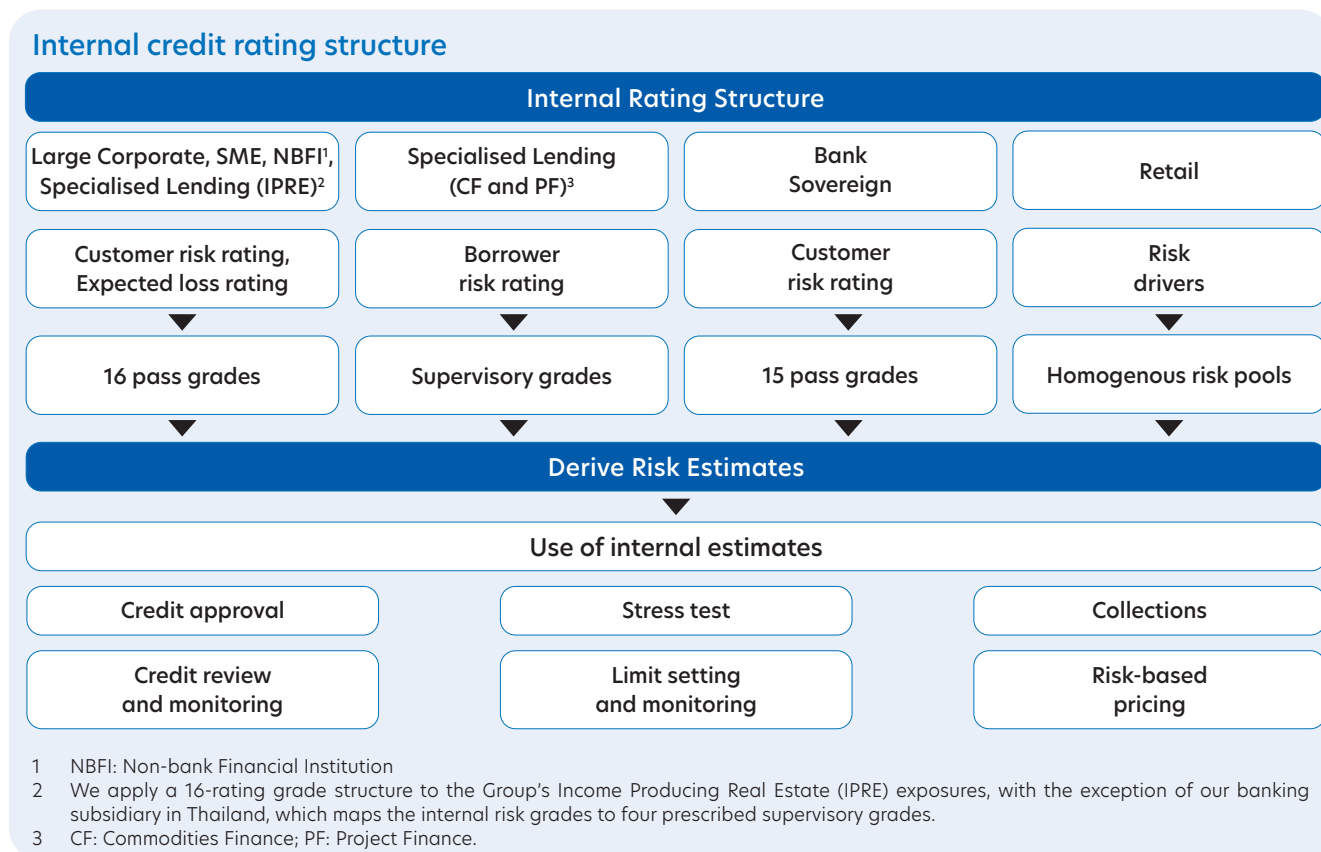 Internal credit rating structure
Internal Rating Structure
Large Corporate, SME, NBFI¹,
Specialised Lending (IPRE)²
Specialised Lending
(CF and PF)³
Bank
Sovereign
Retail
Customer risk rating,
Expected loss rating
Borrower
risk rating
Customer
risk rating
Risk
drivers
16 pass grades
Supervisory grades
15 pass grades
Homogenous risk pools
Derive Risk Estimates
Use of internal estimates
Credit approval
Stress test
Collections
Credit review
and monitoring
Limit setting
and monitoring
Risk-based
pricing
1 NBFI: Non-bank Financial Institution
2 We apply a 16-rating grade structure to the Group's Income Producing Real Estate (IPRE) exposures, with the exception of our banking
subsidiary in Thailand, which maps the internal risk grades to four prescribed supervisory grades.
3 CF: Commodities Finance; PF: Project Finance.